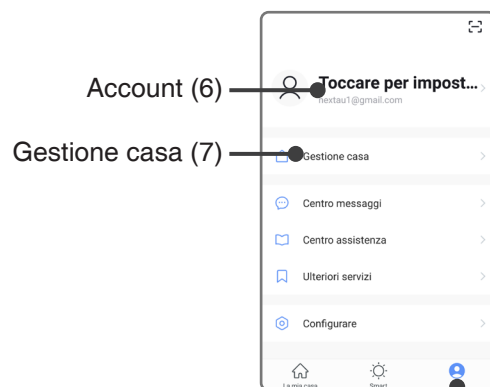 Toccare per impost...
Account (6)
nextau1@gmail.com
Gestione casa (7)
Gestione casa
Centro messaggi
Centro assistenza
Ulteriori servizi
Configurare
La mia casa
Smart